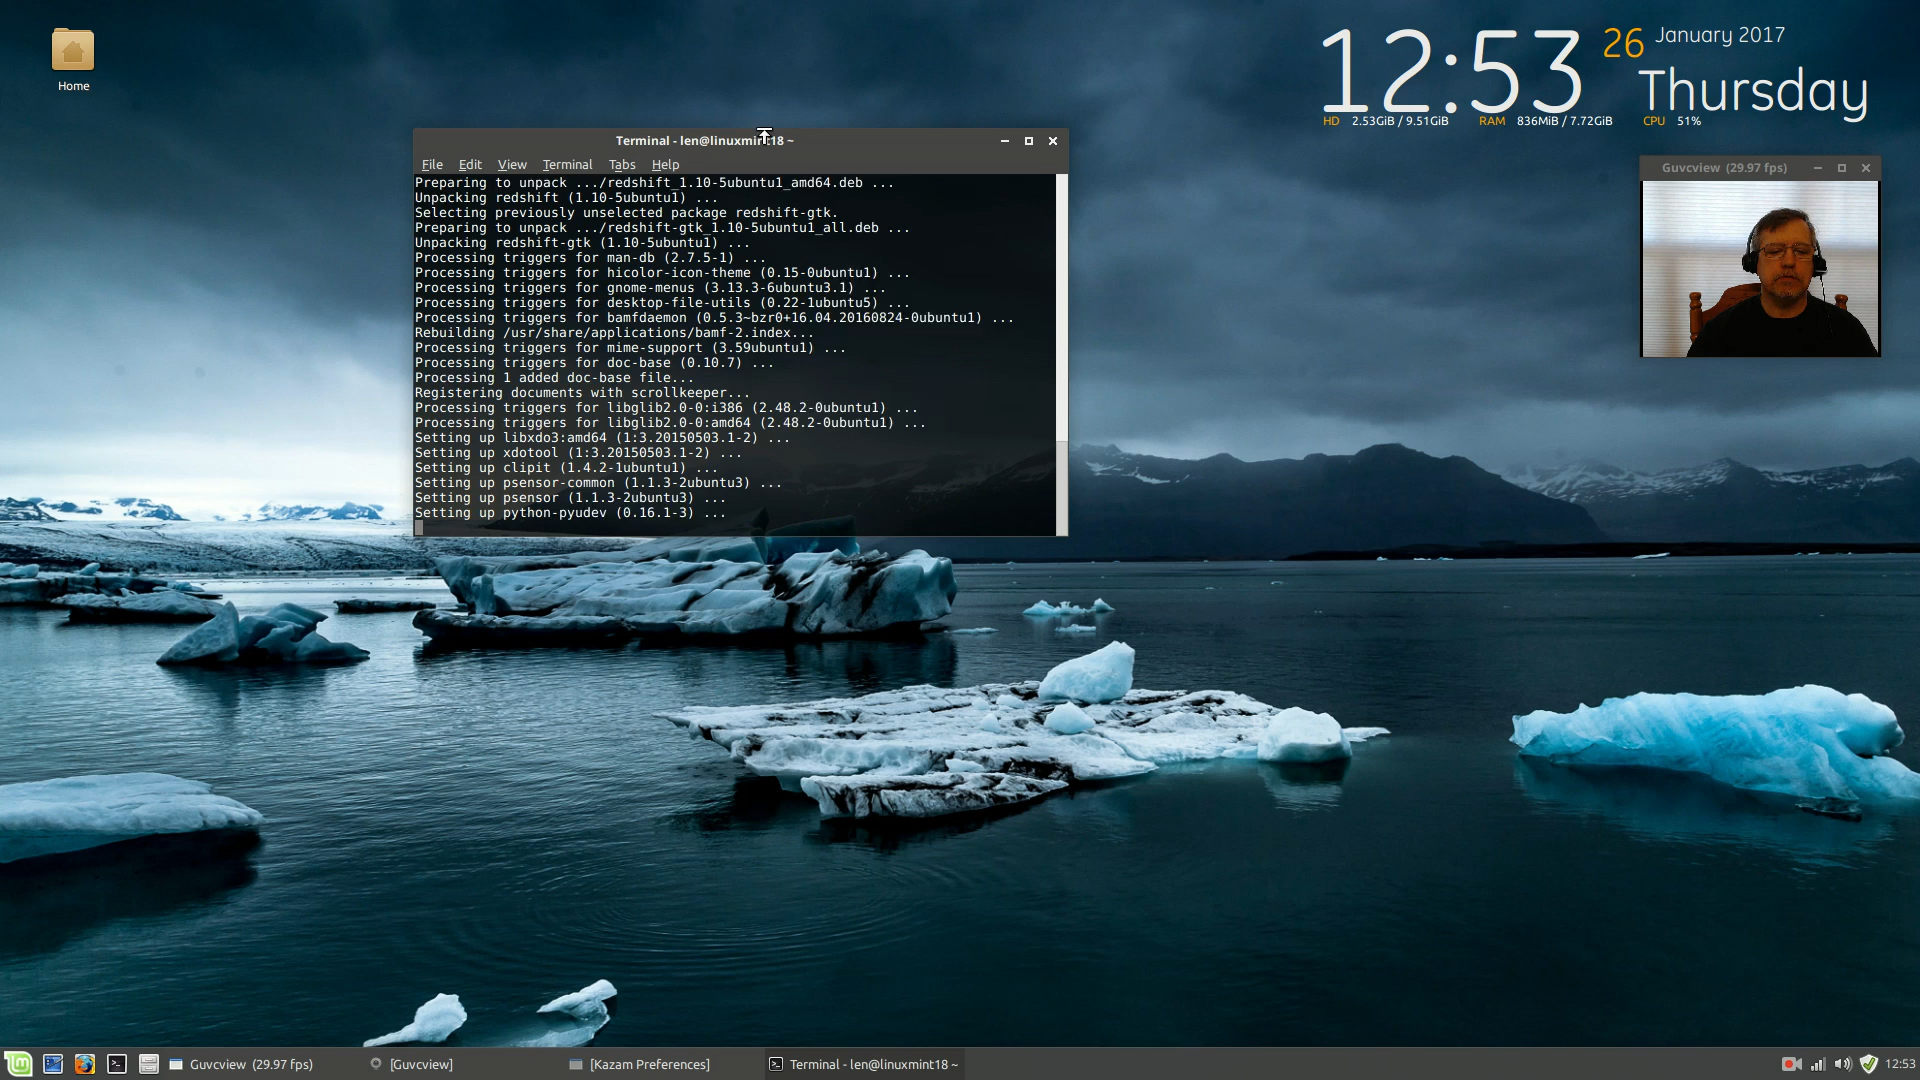 Home
12:53
26 January 2017
Thursday
HD 2.53GiB / 9.51GiB RAM 836MiB / 7.72GiB CPU 51%
Terminal - len@linuxmint18 ~
File Edit View Terminal Tabs Help
Preparing to unpack .../redshift_1.10-5ubuntu1_amd64.deb ...
Unpacking redshift (1.10-5ubuntu1) ...
Selecting previously unselected package redshift-gtk.
Preparing to unpack .../redshift-gtk_1.10-5ubuntu1_all.deb ...
Unpacking redshift-gtk (1.10-5ubuntu1) ...
Processing triggers for man-db (2.7.5-1) ...
Processing triggers for hicolor-icon-theme (0.15-0ubuntu1) ...
Processing triggers for gnome-menus (3.13.3-6ubuntu3.1) ...
Processing triggers for desktop-file-utils (0.22-1ubuntu5) ...
Processing triggers for bamfdaemon (0.5.3~bzr0+16.04.20160824-0ubuntu1) ...
Rebuilding /usr/share/applications/bamf-2.index...
Processing triggers for mime-support (3.59ubuntu1) ...
Processing triggers for doc-base (0.10.7) ...
Processing 1 added doc-base file...
Registering documents with scrollkeeper...
Processing triggers for libglib2.0-0:i386 (2.48.2-0ubuntu1) ...
Processing triggers for libglib2.0-0:amd64 (2.48.2-0ubuntu1) ...
Setting up libxdo3:amd64 (1:3.20150503.1-2) ...
Setting up xdotool (1:3.20150503.1-2) ...
Setting up clipit (1.4.2-1ubuntu1) ...
Setting up psensor-common (1.1.3-2ubuntu3) ...
Setting up psensor (1.1.3-2ubuntu3) ...
Setting up python-pyudev (0.16.1-3) ...
Guvcview (29.97 fps)
Guvcview (29.97 fps) [Guvcview] [Kazam Preferences] Terminal - len@linuxmint18 ~ 12:53